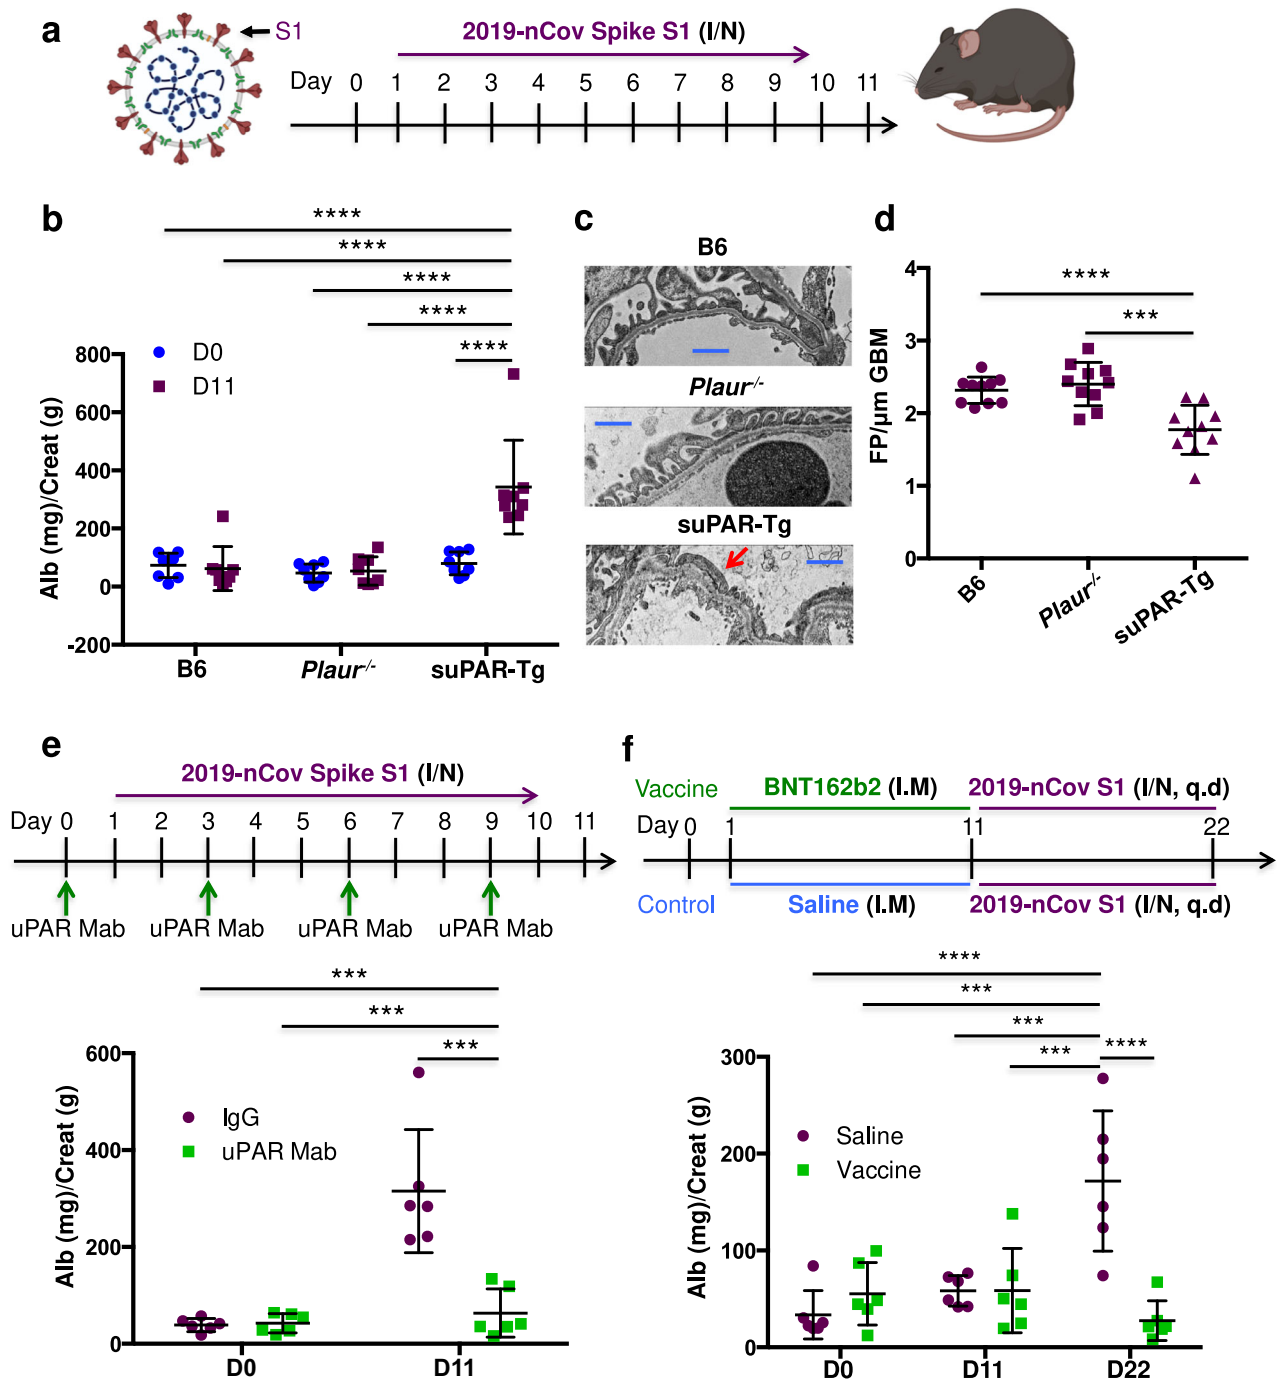 a
S1
2019-nCov Spike S1 (I/N)
Day 0 1 2 3 4 5 6 7 8 9 10 11
b
****
****
****
****
****
D0
D11
Alb (mg)/Creat (g)
800
600
400
200
0
-200
B6 Plaur-/- suPAR-Tg
c
B6
Plaur-/-
suPAR-Tg
d
****
***
FP/μm GBM
4
3
2
1
0
B6 Plaur-/- suPAR-Tg
e
2019-nCov Spike S1 (I/N)
Day 0 1 2 3 4 5 6 7 8 9 10 11
uPAR Mab uPAR Mab uPAR Mab uPAR Mab
***
***
***
IgG
uPAR Mab
Alb (mg)/Creat (g)
600
400
200
0
D0 D11
f
Vaccine BNT162b2 (I.M) 2019-nCov S1 (I/N, q.d)
Day 0 1 11 22
Control Saline (I.M) 2019-nCov S1 (I/N, q.d)
****
***
***
*** ****
Saline
Vaccine
Alb (mg)/Creat (g)
300
200
100
0
D0 D11 D22